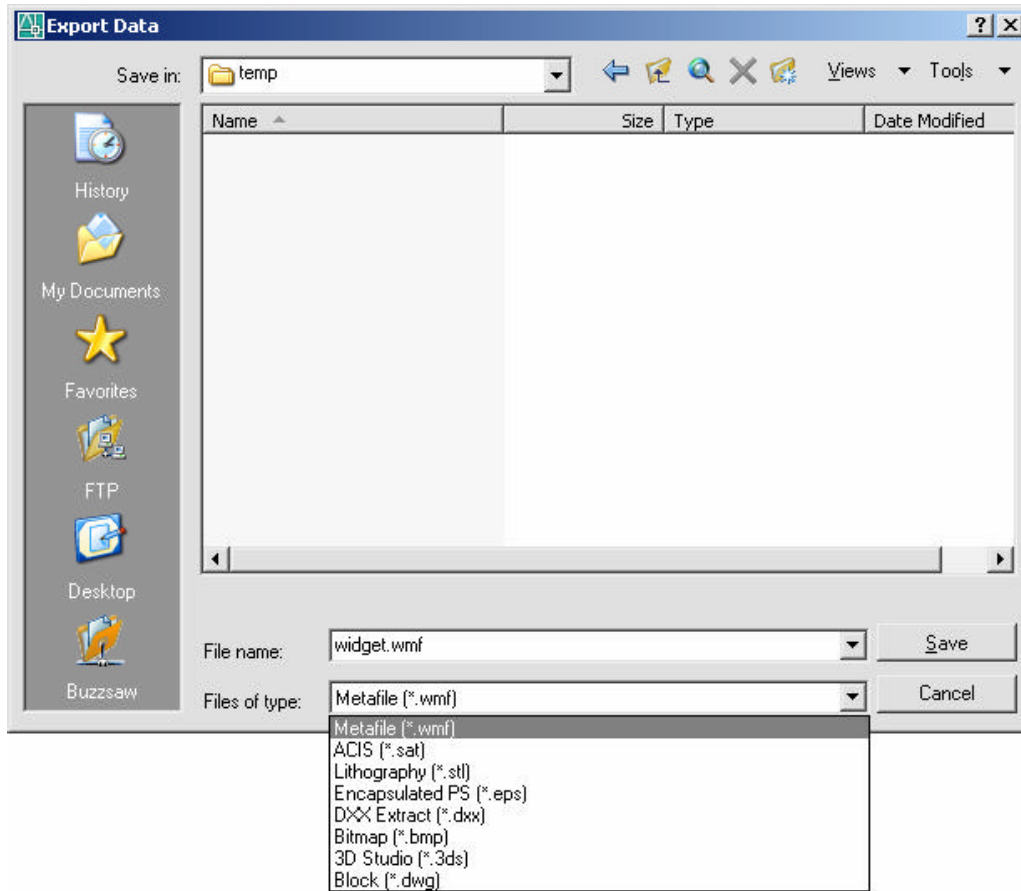 Export Data
Save in: temp Views Tools
Name Size Type Date Modified
History
My Documents
Favorites
FTP
Desktop
Buzzsaw
File name: widget.wmf Save
Files of type: Metafile (*.wmf) Cancel
Metafile (*.wmf)
ACIS (*.sat)
Lithography (*.stl)
Encapsulated PS (*.eps)
DXX Extract (*.dxx)
Bitmap (*.bmp)
3D Studio (*.3ds)
Block (*.dwg)